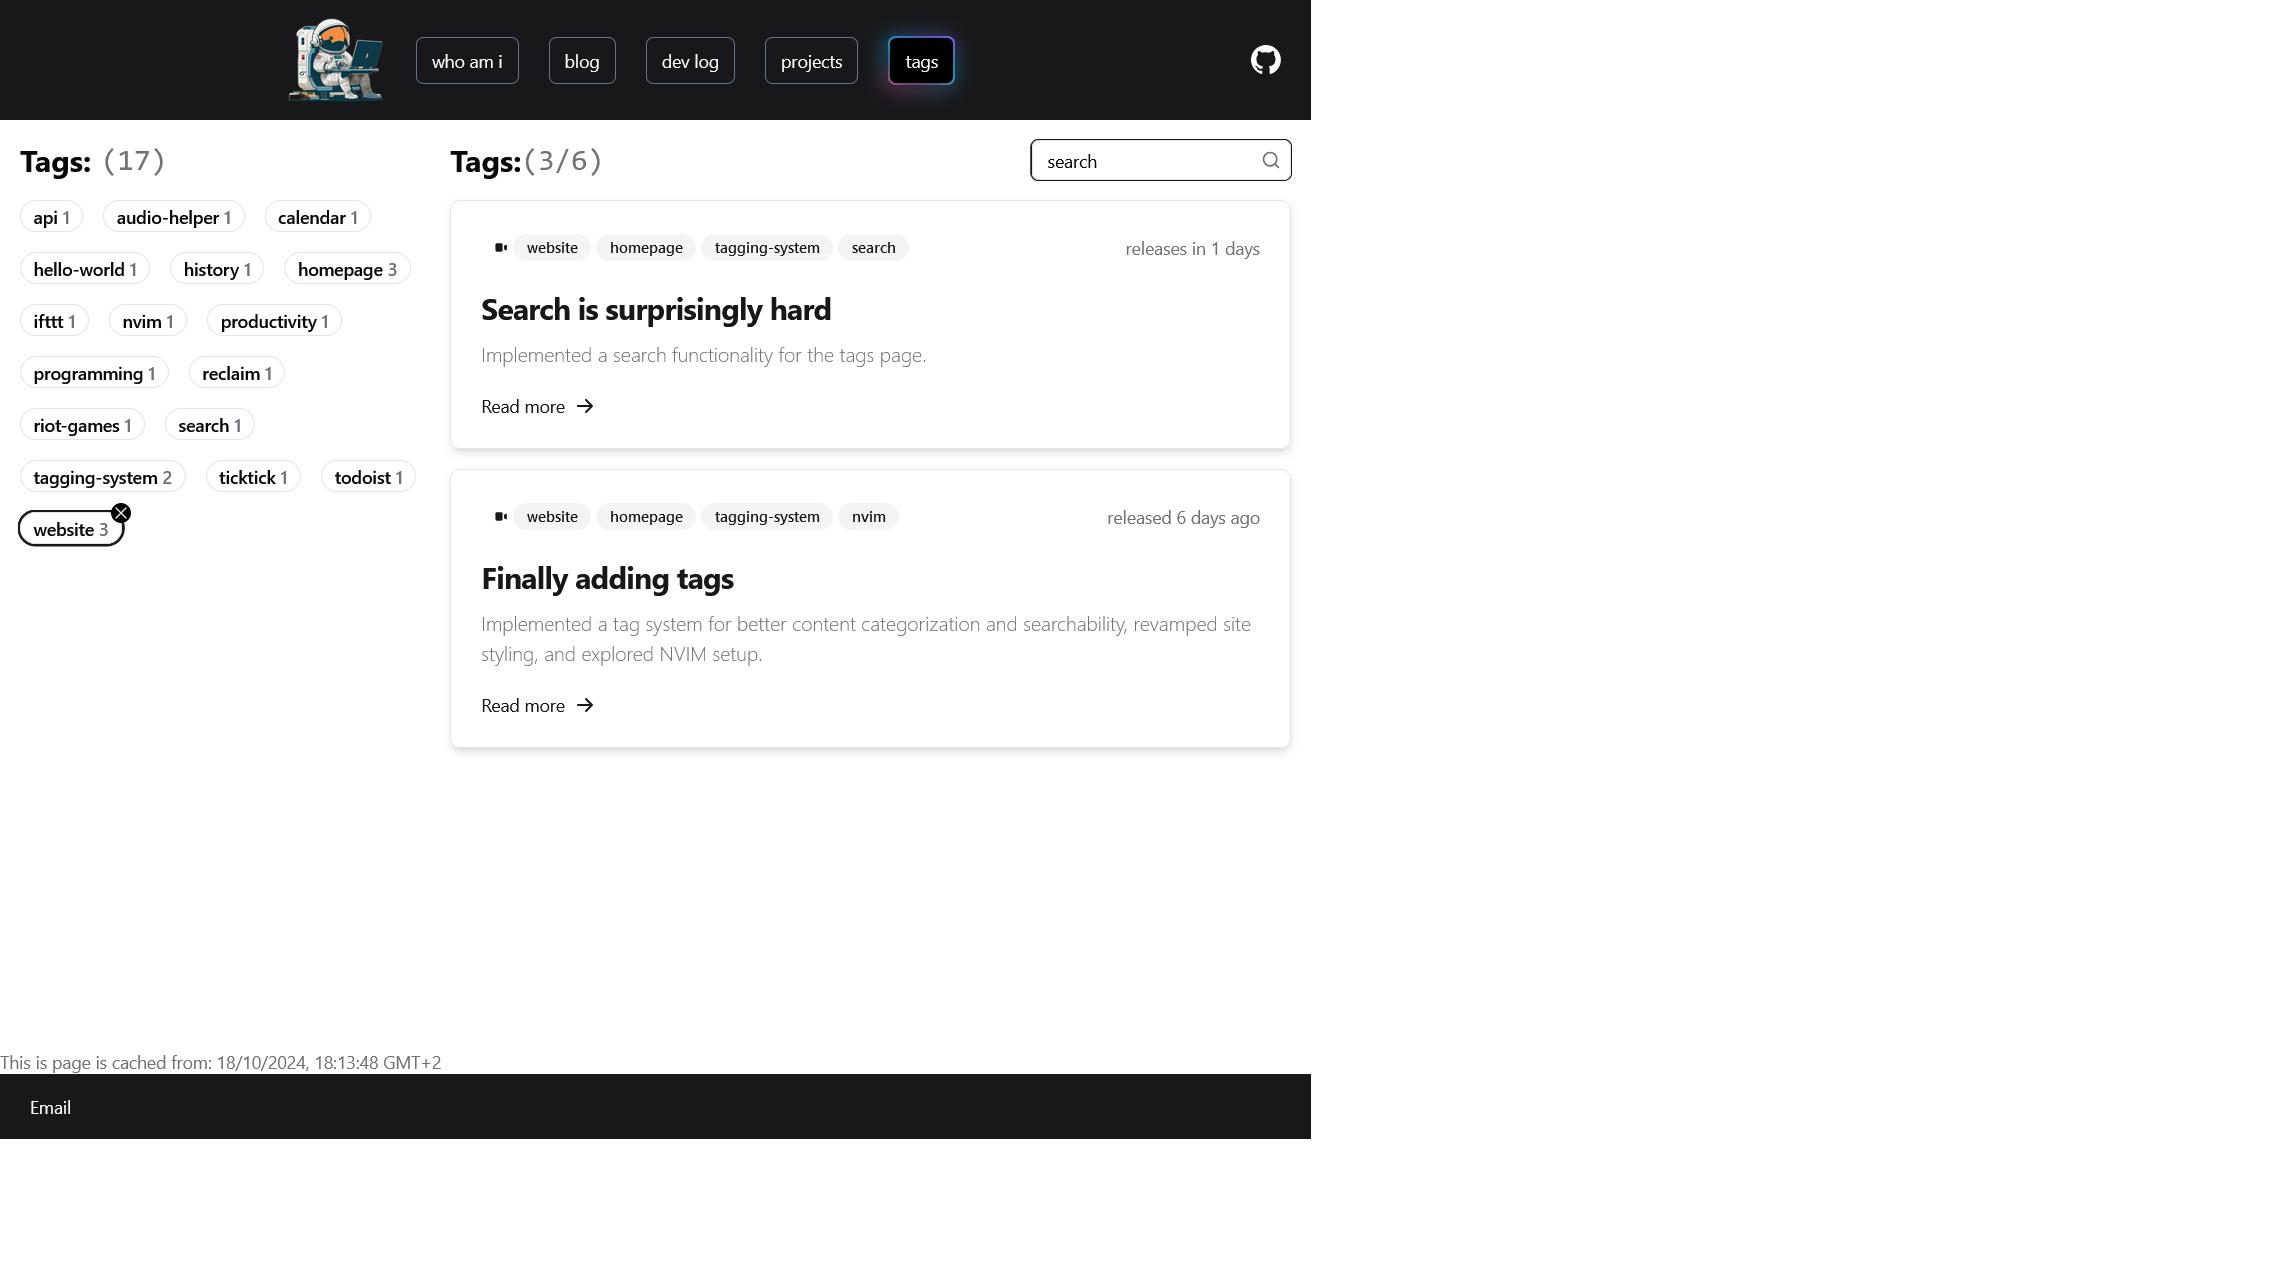 who am i blog dev log projects tags
Tags: (17)
api 1 audio-helper 1 calendar 1
hello-world 1 history 1 homepage 3
ifttt 1 nvim 1 productivity 1
programming 1 reclaim 1
riot-games 1 search 1
tagging-system 2 ticktick 1 todoist 1
website 3
Tags:(3/6)
search
website homepage tagging-system search
releases in 1 days
Search is surprisingly hard
Implemented a search functionality for the tags page.
Read more
website homepage tagging-system nvim
released 6 days ago
Finally adding tags
Implemented a tag system for better content categorization and searchability, revamped site
styling, and explored NVIM setup.
Read more
This is page is cached from: 18/10/2024, 18:13:48 GMT+2
Email